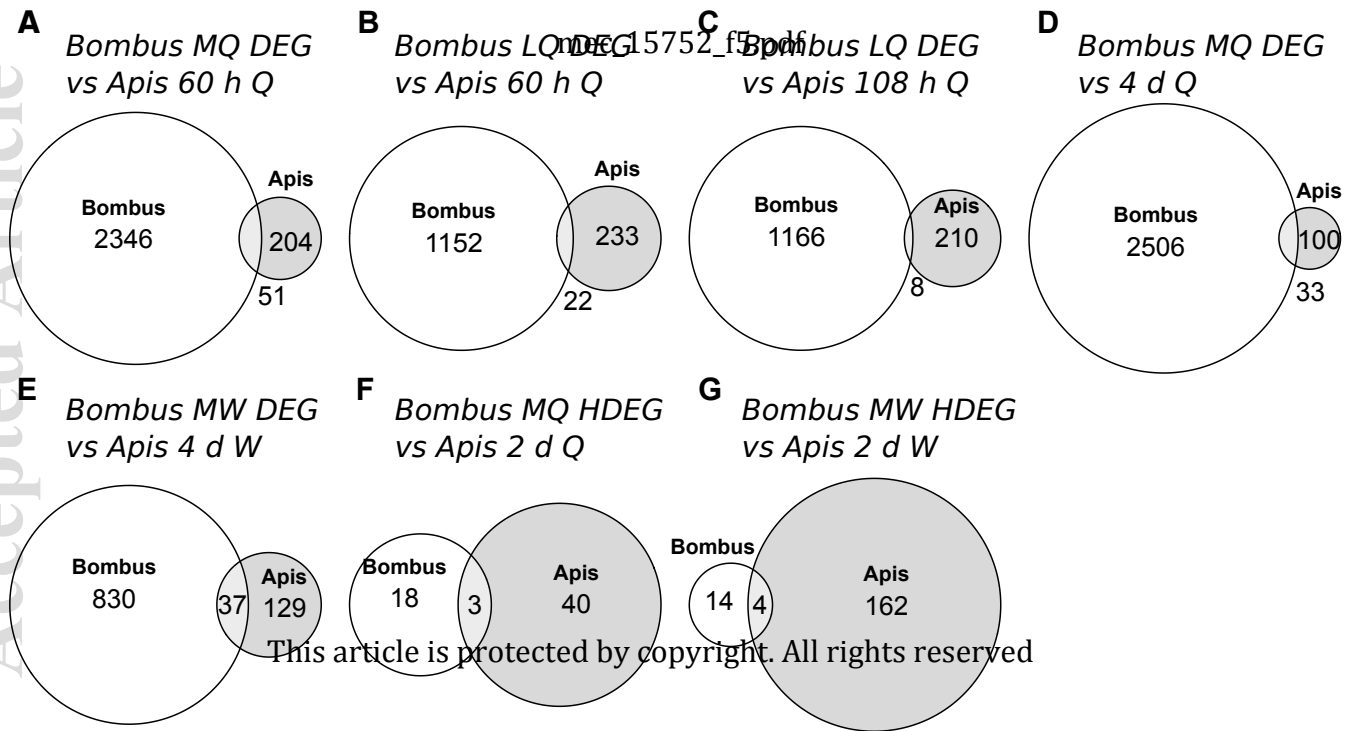 A
Bombus MQ DEG
vs Apis 60 h Q
Bombus
2346
Apis
204
51
B
Bombus LQ DEG
vs Apis 60 h Q
Bombus
1152
Apis
233
22
mec_15752_f5.pdf
C
Bombus LQ DEG
vs Apis 108 h Q
Bombus
1166
Apis
210
8
D
Bombus MQ DEG
vs 4 d Q
Bombus
2506
Apis
100
33
E
Bombus MW DEG
vs Apis 4 d W
Bombus
830
37
Apis
129
F
Bombus MQ HDEG
vs Apis 2 d Q
Bombus
18
3
Apis
40
G
Bombus MW HDEG
vs Apis 2 d W
Bombus
14
4
Apis
162
This article is protected by copyright. All rights reserved
Accepted Article